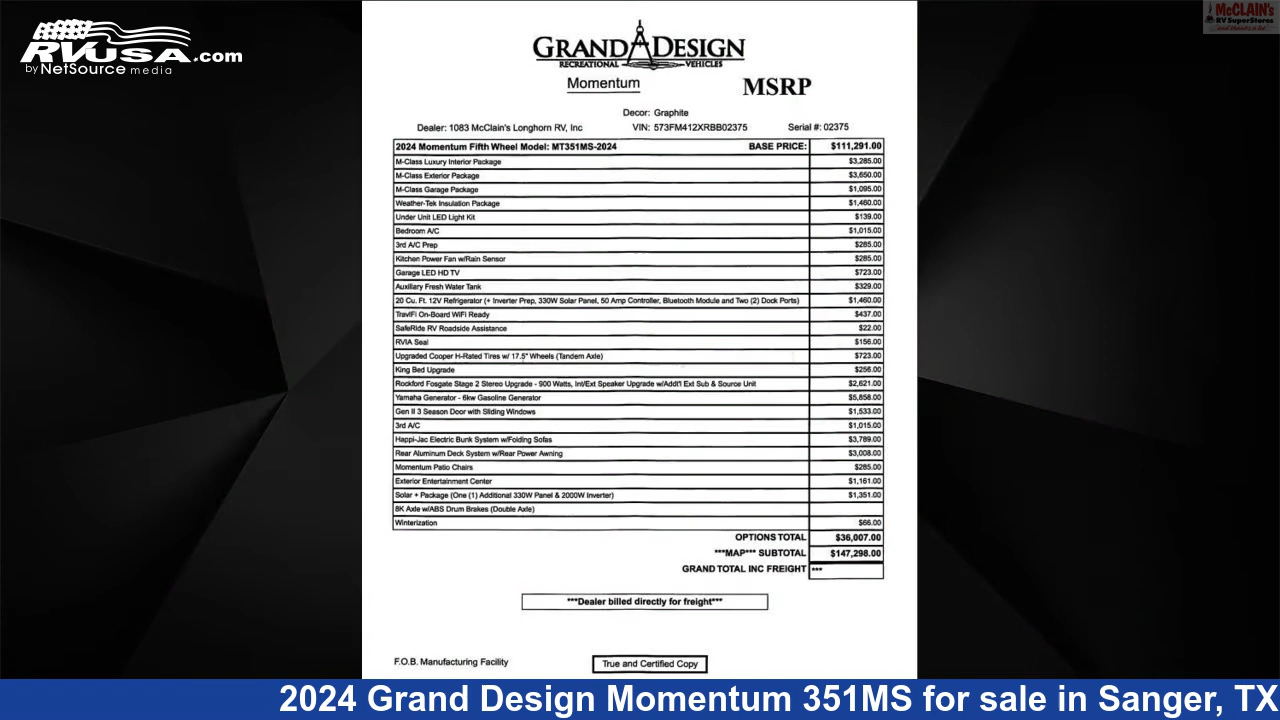 RVUSA.com
by NetSource media
McCLAIN's
RV SuperStores
GRAND DESIGN
RECREATIONAL VEHICLES
Momentum
MSRP
Decor: Graphite
Dealer: 1083 McClain's Longhorn RV, Inc VIN: 573FM412XRBB02375 Serial #: 02375
2024 Momentum Fifth Wheel Model: MT351MS-2024 BASE PRICE: $111,291.00
M-Class Luxury Interior Package $3,285.00
M-Class Exterior Package $3,650.00
M-Class Garage Package $1,095.00
Weather-Tek Insulation Package $1,460.00
Under Unit LED Light Kit $139.00
Bedroom A/C $1,015.00
3rd A/C Prep $285.00
Kitchen Power Fan w/Rain Sensor $285.00
Garage LED HD TV $723.00
Auxiliary Fresh Water Tank $329.00
20 Cu. Ft. 12V Refrigerator (+ Inverter Prep, 330W Solar Panel, 50 Amp Controller, Bluetooth Module and Two (2) Dock Ports) $1,460.00
TravlFi On-Board WiFi Ready $437.00
SafeRide RV Roadside Assistance $22.00
RVIA Seal $156.00
Upgraded Cooper H-Rated Tires w/ 17.5" Wheels (Tandem Axle) $723.00
King Bed Upgrade $256.00
Rockford Fosgate Stage 2 Stereo Upgrade - 900 Watts, Int/Ext Speaker Upgrade w/Addt'l Ext Sub & Source Unit $2,621.00
Yamaha Generator - 6kw Gasoline Generator $5,858.00
Gen II 3 Season Door with Sliding Windows $1,533.00
3rd A/C $1,015.00
Happi-Jac Electric Bunk System w/Folding Sofas $3,789.00
Rear Aluminum Deck System w/Rear Power Awning $3,008.00
Momentum Patio Chairs $285.00
Exterior Entertainment Center $1,161.00
Solar + Package (One (1) Additional 330W Panel & 2000W Inverter) $1,351.00
8K Axle w/ABS Drum Brakes (Double Axle)
Winterization $66.00
OPTIONS TOTAL $36,007.00
***MAP*** SUBTOTAL $147,298.00
GRAND TOTAL INC FREIGHT ***
***Dealer billed directly for freight***
F.O.B. Manufacturing Facility True and Certified Copy
2024 Grand Design Momentum 351MS for sale in Sanger, TX